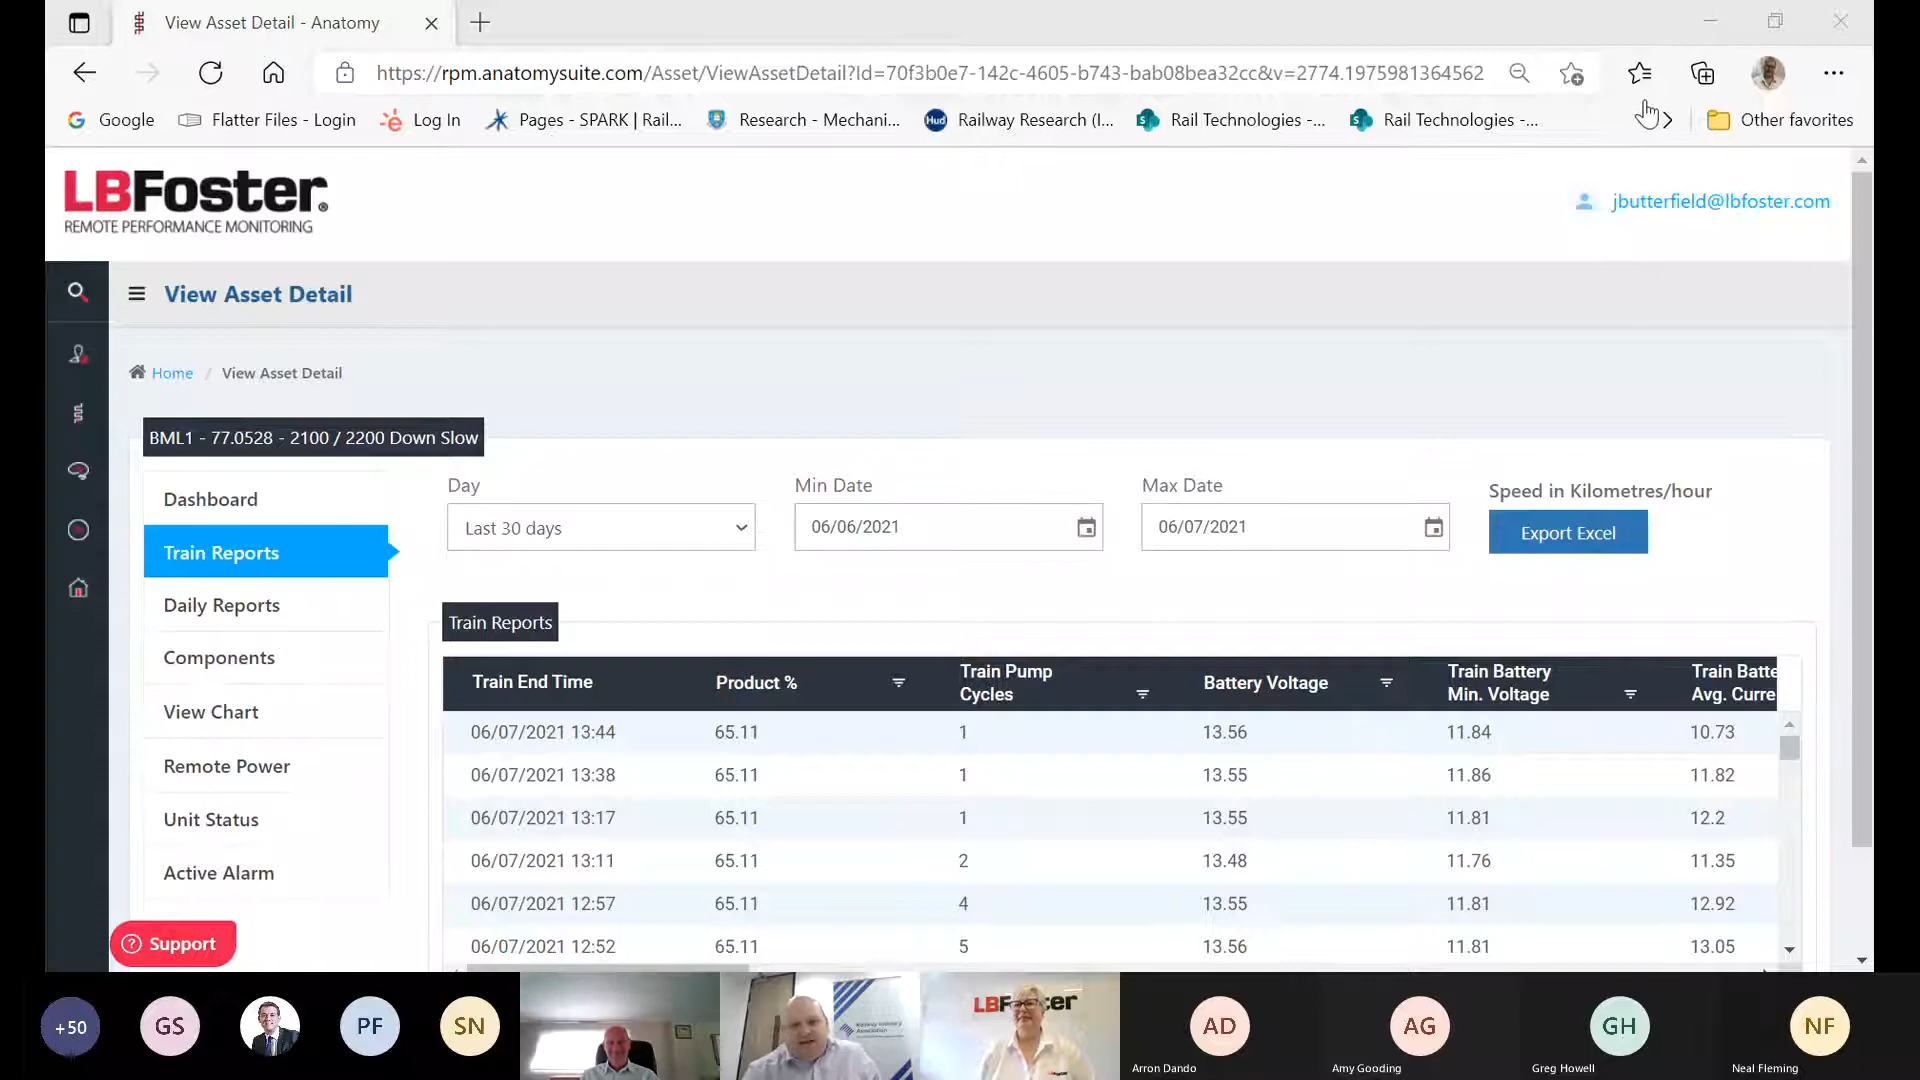 View Asset Detail - Anatomy
https://rpm.anatomysuite.com/Asset/ViewAssetDetail?Id=70f3b0e7-142c-4605-b743-bab08bea32cc&v=2774.1975981364562
Google
Flatter Files - Login
Log In
Pages - SPARK | Rail...
Research - Mechani...
Hud
Railway Research (I...
Rail Technologies -...
Rail Technologies -...
Other favorites
LBFoster®
REMOTE PERFORMANCE MONITORING
jbutterfield@lbfoster.com
View Asset Detail
Home / View Asset Detail
BML1 - 77.0528 - 2100 / 2200 Down Slow
Dashboard
Train Reports
Daily Reports
Components
View Chart
Remote Power
Unit Status
Active Alarm
Support
Day
Last 30 days
Min Date
06/06/2021
Max Date
06/07/2021
Speed in Kilometres/hour
Export Excel
Train Reports
Train End Time Product % Train Pump Cycles Battery Voltage Train Battery Min. Voltage Train Batte Avg. Curre
06/07/2021 13:44 65.11 1 13.56 11.84 10.73
06/07/2021 13:38 65.11 1 13.55 11.86 11.82
06/07/2021 13:17 65.11 1 13.55 11.81 12.2
06/07/2021 13:11 65.11 2 13.48 11.76 11.35
06/07/2021 12:57 65.11 4 13.55 11.81 12.92
06/07/2021 12:52 65.11 5 13.56 11.81 13.05
+50
GS
PF
SN
LBFoster
AD
Arron Dando
AG
Amy Gooding
GH
Greg Howell
NF
Neal Fleming